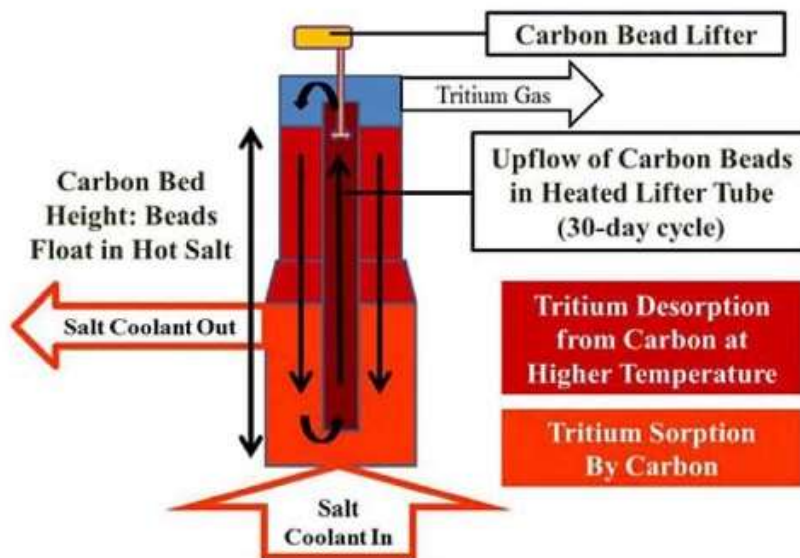 Carbon Bead Lifter
Tritium Gas
Carbon Bed
Height: Beads
Float in Hot Salt
Upflow of Carbon Beads
in Heated Lifter Tube
(30-day cycle)
Salt Coolant Out
Tritium Desorption
from Carbon at
Higher Temperature
Tritium Sorption
By Carbon
Salt
Coolant In